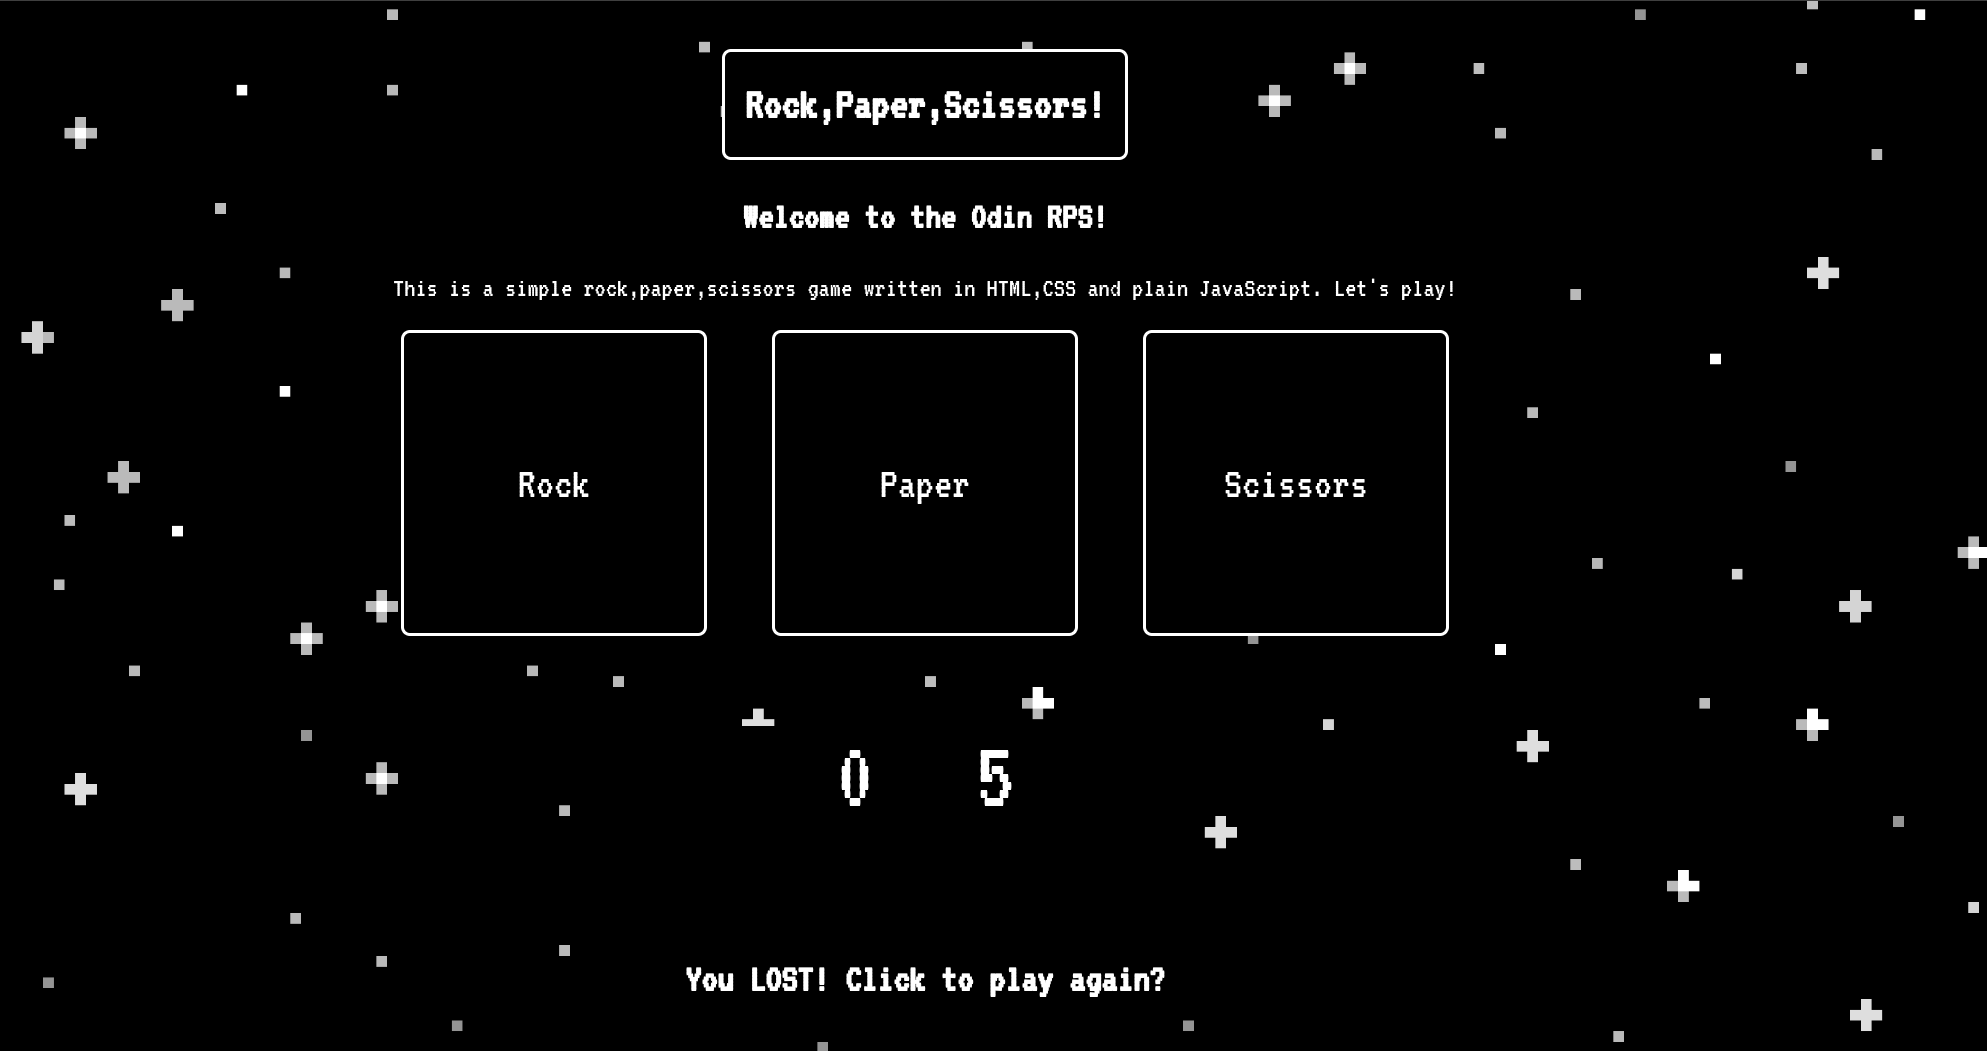 Rock,Paper,Scissors!
Welcome to the Odin RPS!
This is a simple rock,paper,scissors game written in HTML,CSS and plain JavaScript. Let's play!
Rock
Paper
Scissors
0 5
You LOST! Click to play again?